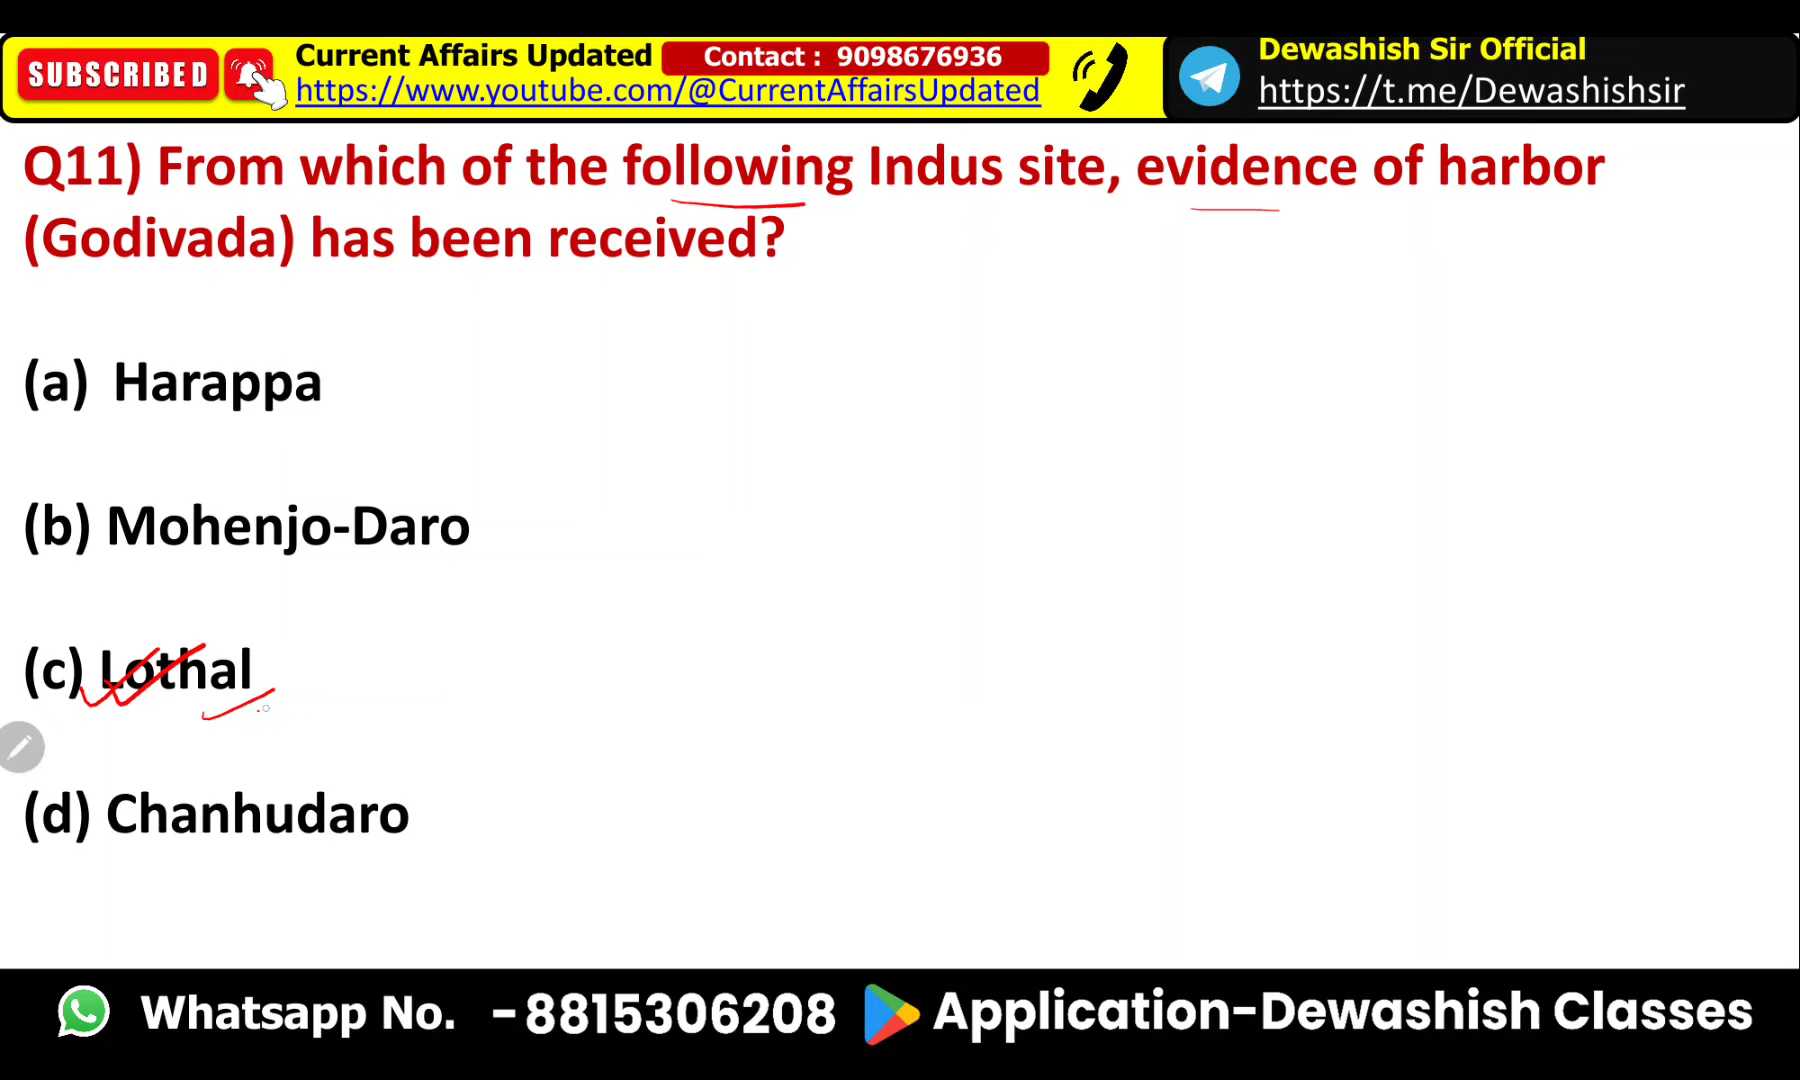 SUBSCRIBED
Current Affairs Updated
Contact : 9098676936
https://www.youtube.com/@CurrentAffairsUpdated
Dewashish Sir Official
https://t.me/Dewashishsir
Q11) From which of the following Indus site, evidence of harbor
(Godivada) has been received?
(a) Harappa
(b) Mohenjo-Daro
(c) Lothal
(d) Chanhudaro
Whatsapp No. -8815306208
Application-Dewashish Classes